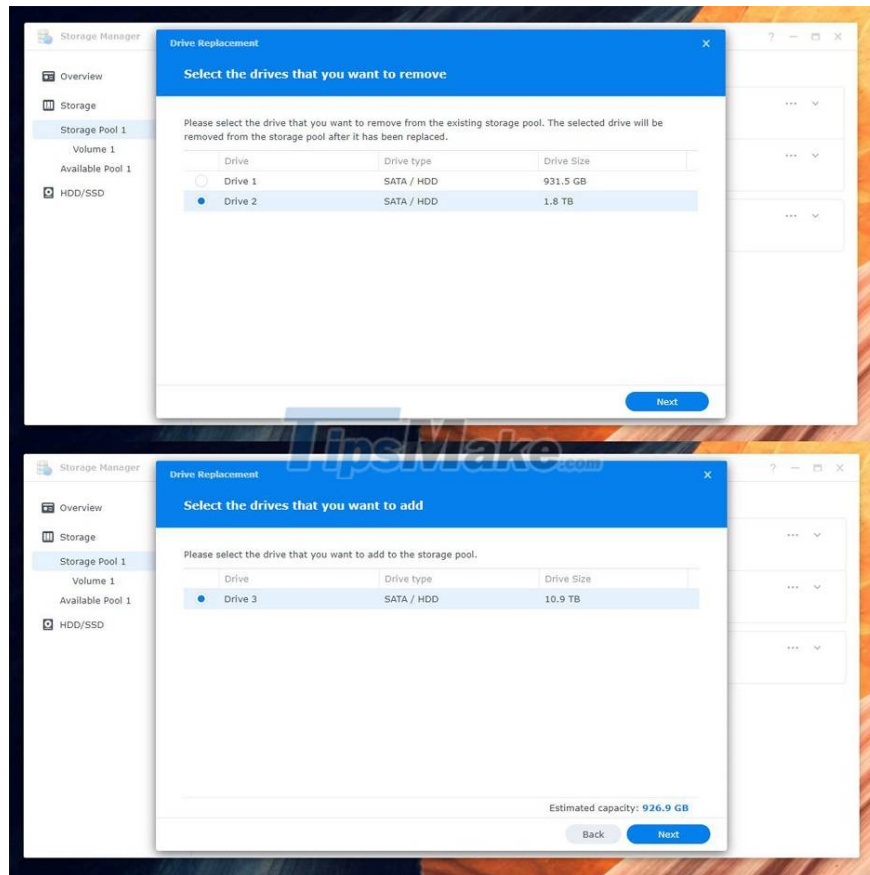 Storage Manager
Drive Replacement
? 
Select the drives that you want to remove
Overview
Storage
Storage Pool 1
Volume 1
Available Pool 1
HDD/SSD
Please select the drive that you want to remove from the existing storage pool. The selected drive will be
removed from the storage pool after it has been replaced.
Drive Drive type Drive Size
Drive 1 SATA / HDD 931.5 GB
Drive 2 SATA / HDD 1.8 TB
Next
TipsMake.com
Storage Manager
Drive Replacement
?
Select the drives that you want to add
Overview
Storage
Storage Pool 1
Volume 1
Available Pool 1
HDD/SSD
Please select the drive that you want to add to the storage pool.
Drive Drive type Drive Size
Drive 3 SATA / HDD 10.9 TB
Estimated capacity: 926.9 GB
Back Next